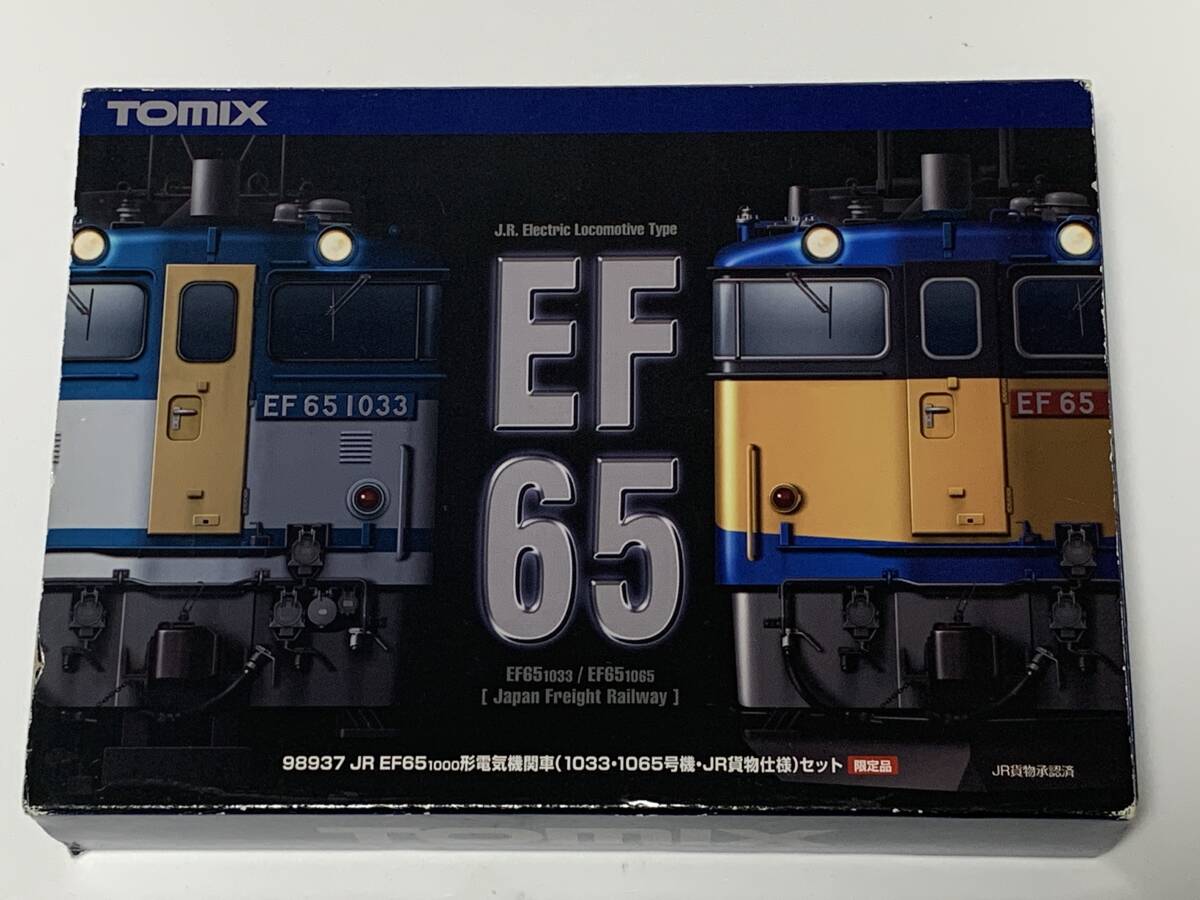 TOMIX
J.R. Electric Locomotive Type
EF
65
EF 65 1033
EF 65
EF651033 / EF651065
[ Japan Freight Railway ]
98937 JR EF651000形電気機関車(1033・1065号機・JR貨物仕様)セット 限定品
JR貨物承認済
TOMIX